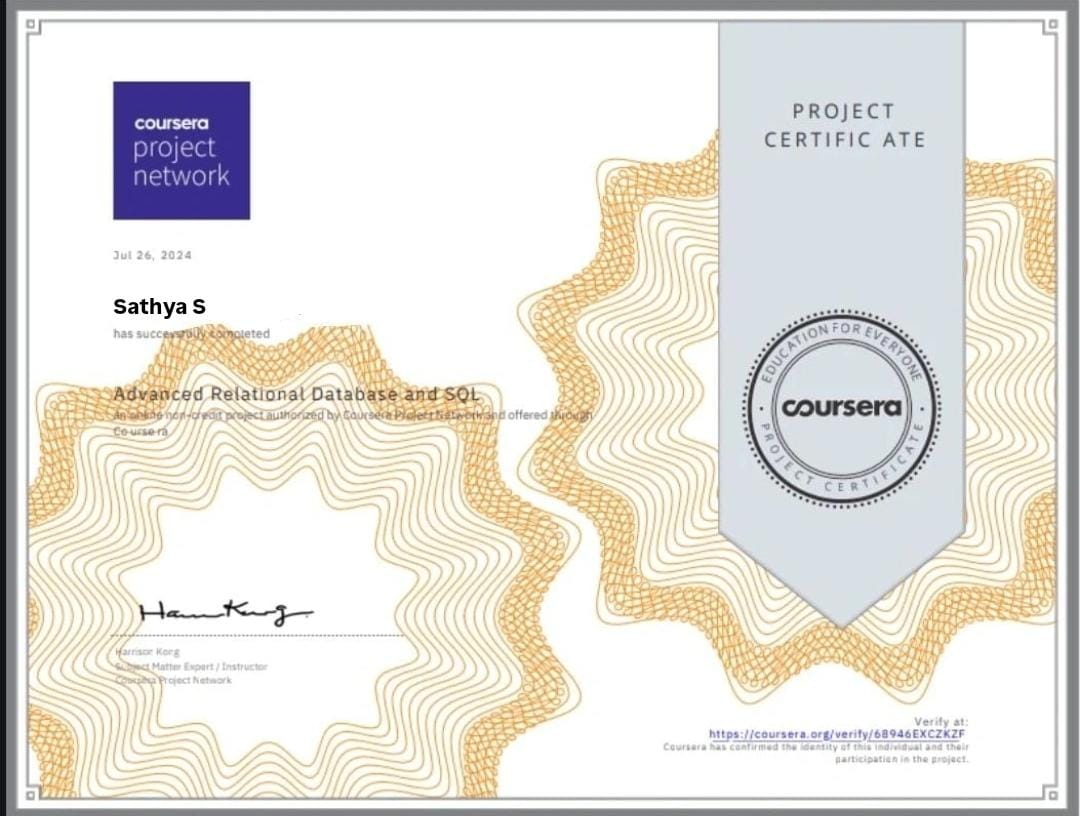 coursera
project
network
PROJECT
CERTIFIC ATE
Jul 26, 2024
Sathya S
has successfully completed
Advanced Relational Database and SQL
an online non-credit project authorized by Coursera Project Network and offered through
Co urse ra
EDUCATION FOR EVERYONE
coursera
PROJECT CERTIFICATE
Harrison Kong
Subject Matter Expert / Instructor
Coursera Project Network
Verify at:
https://coursera.org/verify/68946EXCZKZF
Coursera has confirmed the identity of this individual and their
participation in the project.